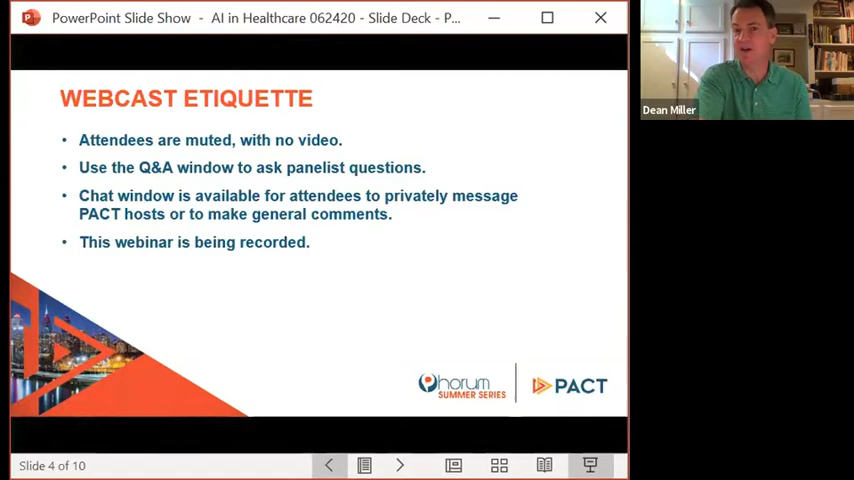 PowerPoint Slide Show - AI in Healthcare 062420 - Slide Deck - P...
Dean Miller
WEBCAST ETIQUETTE
• Attendees are muted, with no video.
• Use the Q&A window to ask panelist questions.
• Chat window is available for attendees to privately message
PACT hosts or to make general comments.
• This webinar is being recorded.
Phorum
SUMMER SERIES
PACT
Slide 4 of 10